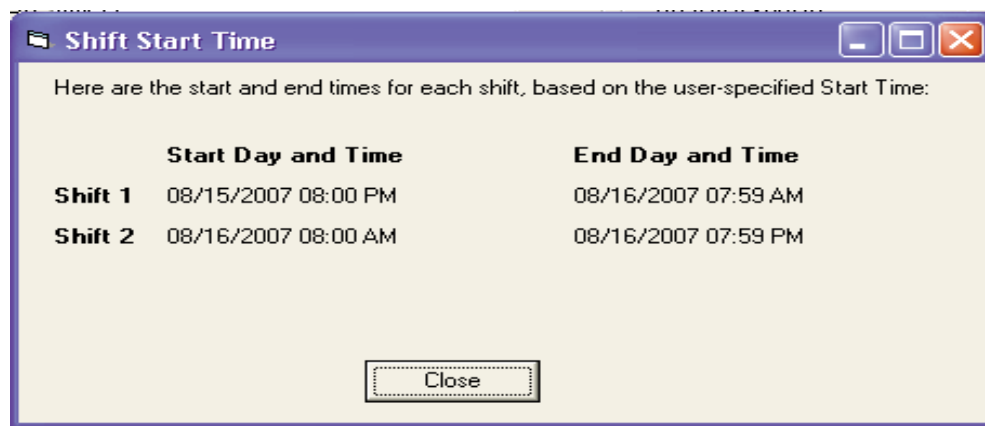 Shift Start Time
Here are the start and end times for each shift, based on the user-specified Start Time:
Start Day and Time End Day and Time
Shift 1 08/15/2007 08:00 PM 08/16/2007 07:59 AM
Shift 2 08/16/2007 08:00 AM 08/16/2007 07:59 PM
Close